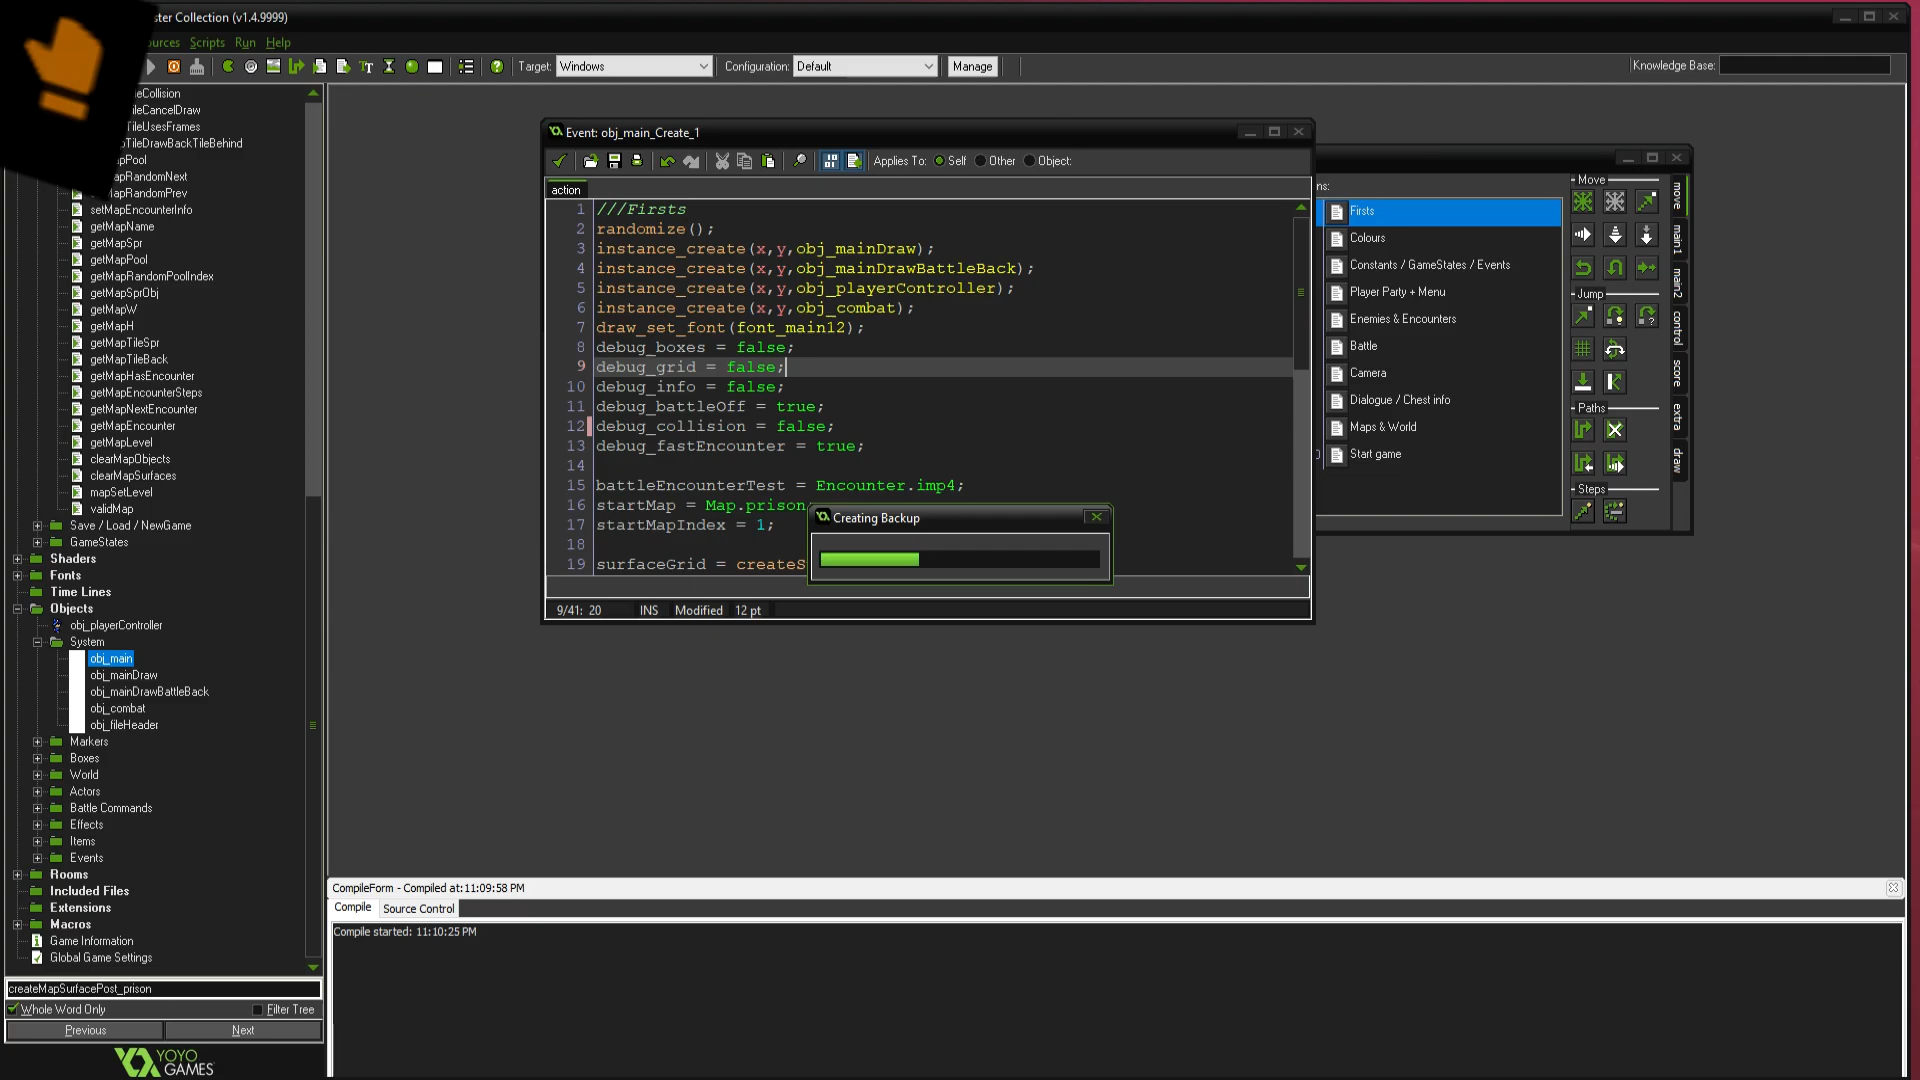 ster Collection (v1.4.9999)
ources Scripts Run Help
Target: Windows Configuration: Default Manage Knowledge Base:
eCollision
ileCancelDraw
TileUsesFrames
apTileDrawBackTileBehind
apPool
apRandomNext
MapRandomPrev
setMapEncounterInfo
getMapName
getMapSpr
getMapPool
getMapRandomPoolIndex
getMapSprObj
getMapW
getMapH
getMapTileSpr
getMapTileBack
getMapHasEncounter
getMapEncounterSteps
getMapNextEncounter
getMapEncounter
getMapLevel
clearMapObjects
clearMapSurfaces
mapSetLevel
validMap
Save / Load / NewGame
GameStates
Shaders
Fonts
Time Lines
Objects
obj_playerController
System
obj_main
obj_mainDraw
obj_mainDrawBattleBack
obj_combat
obj_fileHeader
Markers
Boxes
World
Actors
Battle Commands
Effects
Items
Events
Rooms
Included Files
Extensions
Macros
Game Information
Global Game Settings
createMapSurfacePost_prison
Whole Word Only Filter Tree
Previous Next
YOYO
GAMES
Event: obj_main_Create_1
Applies To: Self Other Object:
action
1 ///Firsts
2 randomize();
3 instance_create(x,y,obj_mainDraw);
4 instance_create(x,y,obj_mainDrawBattleBack);
5 instance_create(x,y,obj_playerController);
6 instance_create(x,y,obj_combat);
7 draw_set_font(font_main12);
8 debug_boxes = false;
9 debug_grid = false;
10 debug_info = false;
11 debug_battleOff = true;
12 debug_collision = false;
13 debug_fastEncounter = true;
14
15 battleEncounterTest = Encounter.imp4;
16 startMap = Map.prison
17 startMapIndex = 1;
18
19 surfaceGrid = createS
9/41: 20 INS Modified 12 pt
Creating Backup
ns:
Firsts
Colours
Constants / GameStates / Events
Player Party + Menu
Enemies & Encounters
Battle
Camera
Dialogue / Chest info
Maps & World
Start game
Move
Jump
Paths
Steps
move
main1
main2
control
score
extra
draw
CompileForm - Compiled at:11:09:58 PM
Compile Source Control
Compile started: 11:10:25 PM